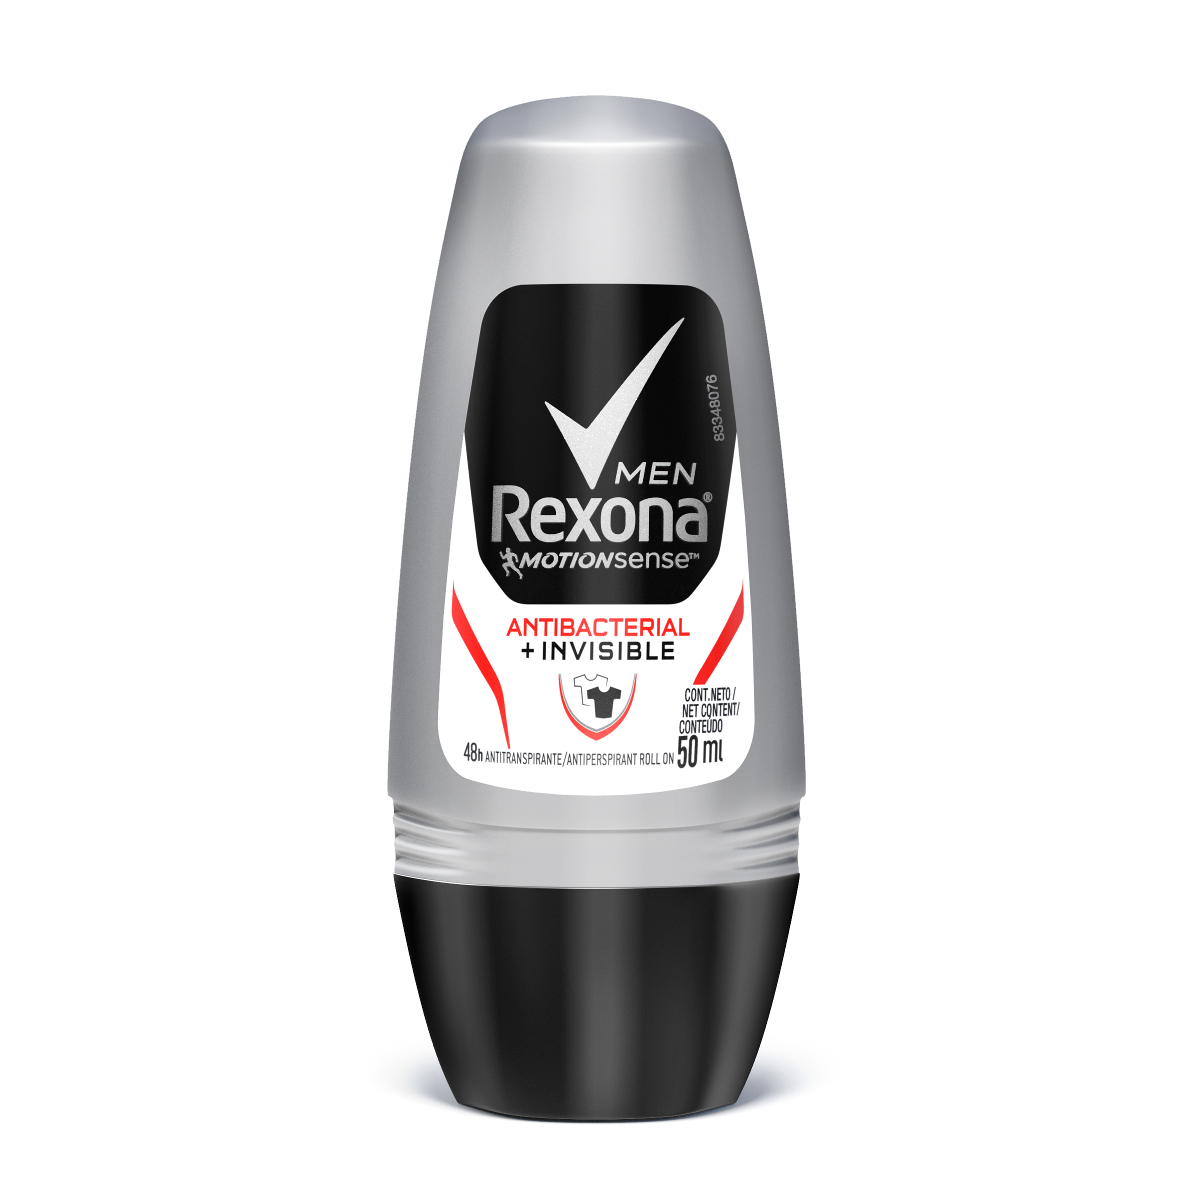 83348076
MEN
Rexona®
MOTIONsense™
ANTIBACTERIAL
+ INVISIBLE
CONT.NETO /
NET CONTENT/
CONTEÚDO
50 ml
48h ANTITRANSPIRANTE/ANTIPERSPIRANT ROLL ON